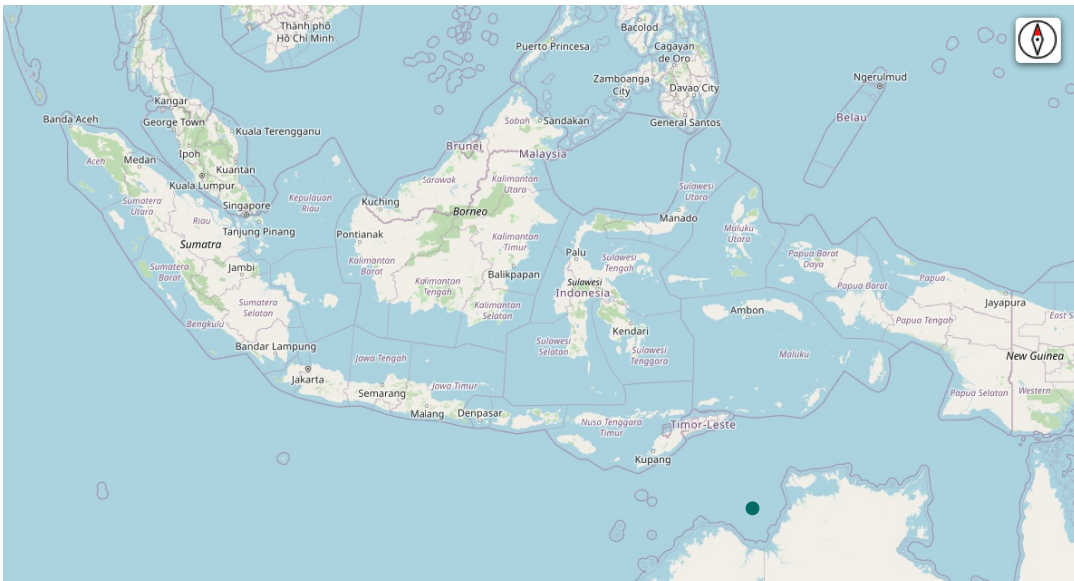 Thành phố
Hồ Chí Minh
Bacolod
Puerto Princesa
Cagayan
de Oro
Zamboanga
City
Davao City
Ngerulmud
Kangar
Banda Aceh
George Town
Kuala Terengganu
Sabah
Sandakan
General Santos
Belau
Ipoh
Brunei
Malaysia
Aceh
Medan
Kuantan
Kuala Lumpur
Sarawak
Kalimantan
Utara
Sulawesi
Utara
Sumatera
Utara
Riau
Singapore
Kepulauan
Riau
Kuching
Borneo
Manado
Maluku
Utara
Tanjung Pinang
Pontianak
Kalimantan
Timur
Sumatra
Palu
Sulawesi
Tengah
Papua Barat
Daya
Sumatera
Barat
Jambi
Kalimantan
Barat
Balikpapan
Kalimantan
Tengah
Sulawesi
Indonesia
Papua
Papua Barat
Sumatera
Selatan
Kalimantan
Selatan
Jayapura
Ambon
Bengkulu
Kendari
Papua Tengah
East S
Bandar Lampung
Sulawesi
Selatan
Sulawesi
Tenggara
Maluku
New Guinea
Jawa Tengah
Jakarta
Semarang
Jawa Timur
Papua Selatan
Western
Malang
Denpasar
Nusa Tenggara
Timur
Timor-Leste
Kupang